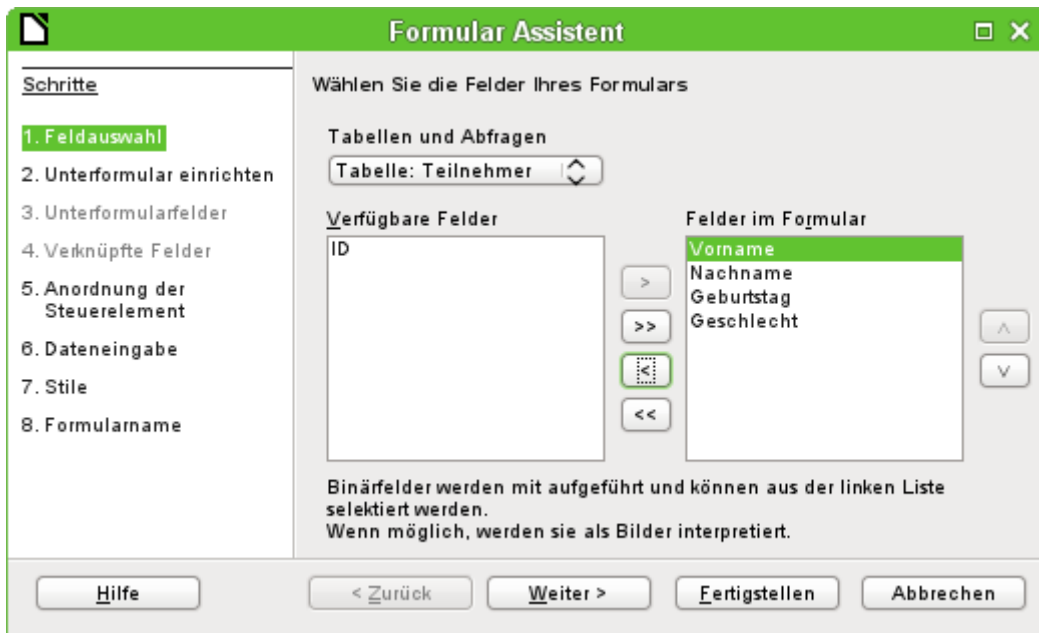 Formular Assistent
Schritte
1. Feldauswahl
2. Unterformular einrichten
3. Unterformularfelder
4. Verknüpfte Felder
5. Anordnung der
Steuerelement
6. Dateneingabe
7. Stile
8. Formularname
Wählen Sie die Felder Ihres Formulars
Tabellen und Abfragen
Tabelle: Teilnehmer
Verfügbare Felder
ID
>
>>
<
<<
Felder im Formular
Vorname
Nachname
Geburtstag
Geschlecht
Binärfelder werden mit aufgeführt und können aus der linken Liste
selektiert werden.
Wenn möglich, werden sie als Bilder interpretiert.
Hilfe
< Zurück
Weiter >
Fertigstellen
Abbrechen